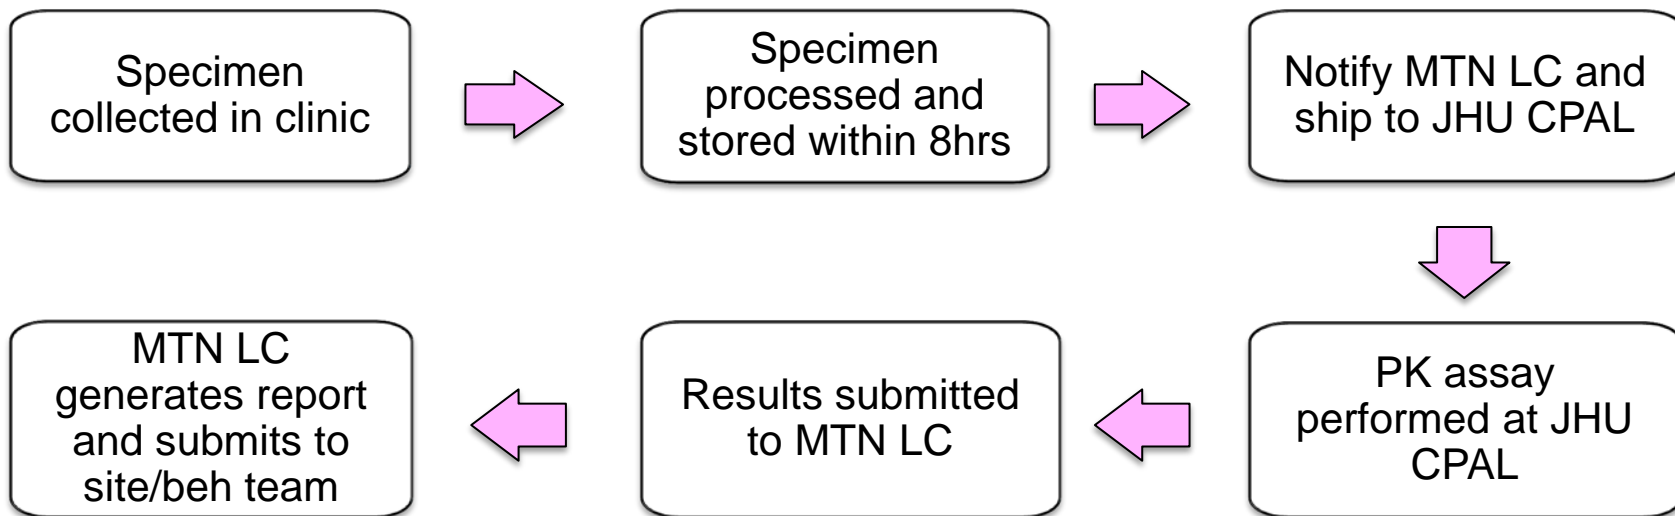 Specimen
collected in clinic
Specimen
processed and
stored within 8hrs
Notify MTN LC and
ship to JHU CPAL
PK assay
performed at JHU
CPAL
Results submitted
to MTN LC
MTN LC
generates report
and submits to
site/beh team